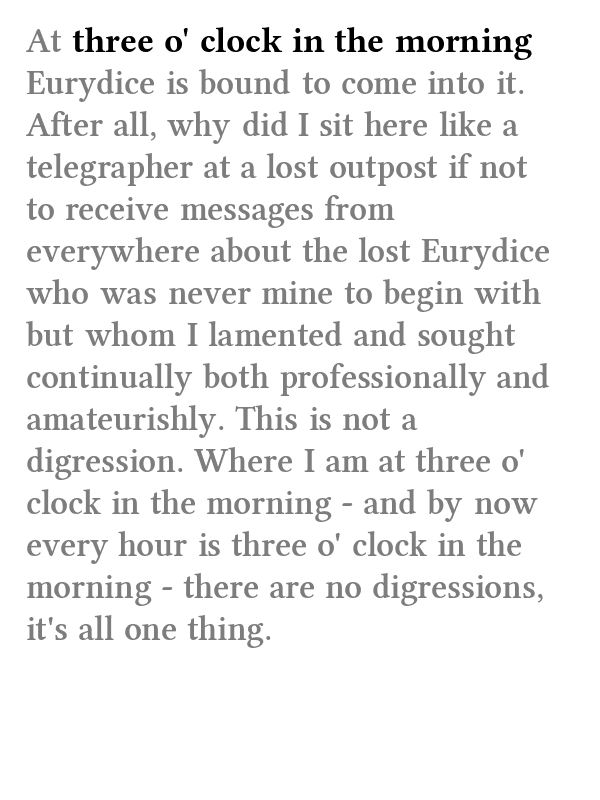 At three o' clock in the morning
Eurydice is bound to come into it.
After all, why did I sit here like a
telegrapher at a lost outpost if not
to receive messages from
everywhere about the lost Eurydice
who was never mine to begin with
but whom I lamented and sought
continually both professionally and
amateurishly. This is not a
digression. Where I am at three o'
clock in the morning - and by now
every hour is three o' clock in the
morning - there are no digressions,
it's all one thing.